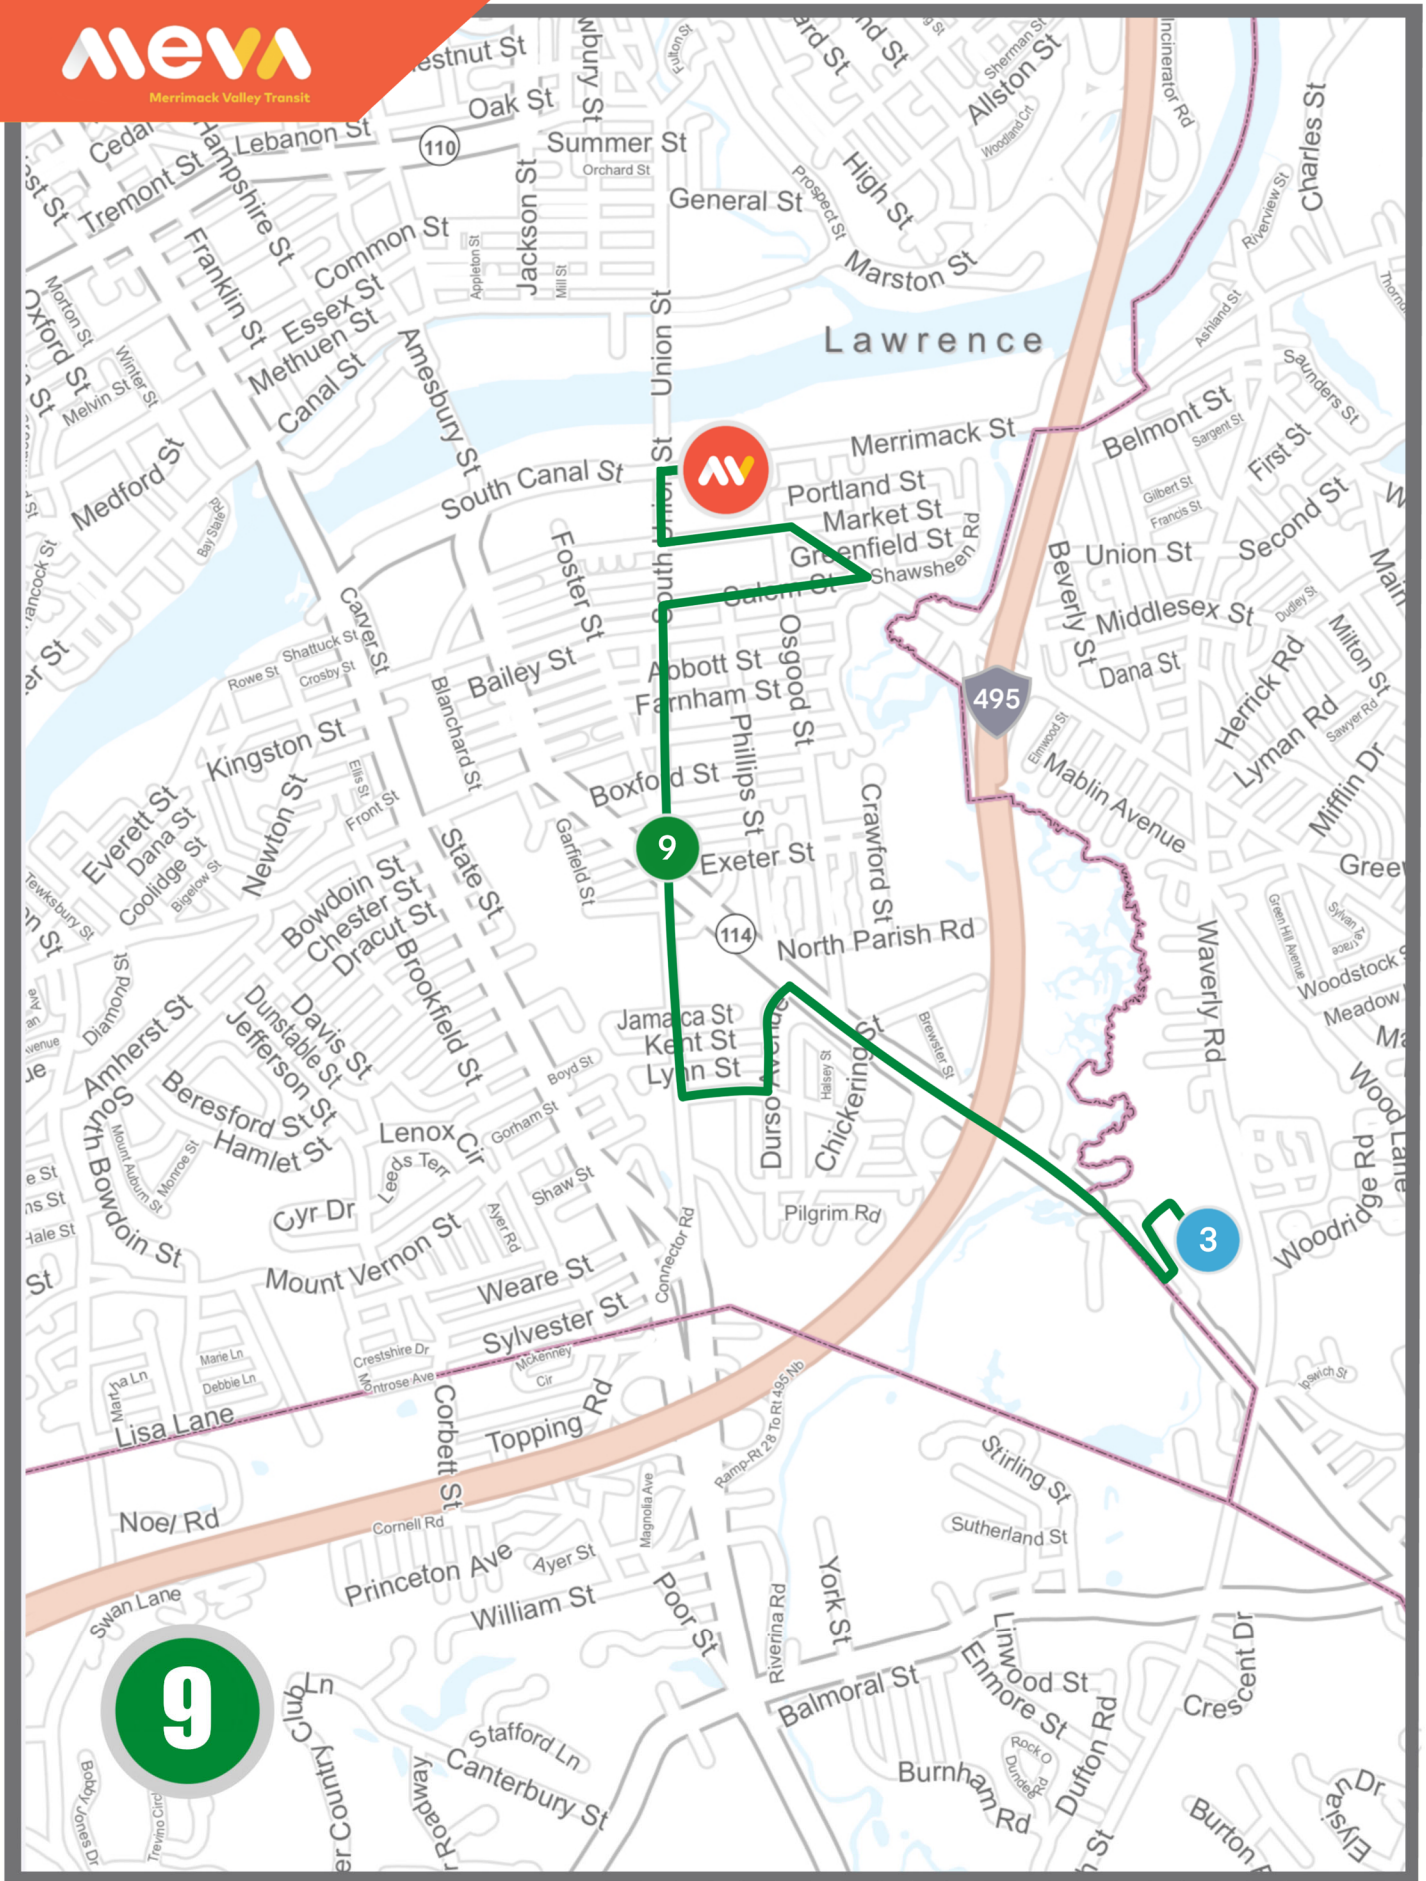 meVA
Merrimack Valley Transit
Oak St
Lebanon St
110
Summer St
Orchard St
General St
Fulton St
Sherman St
Allston St
Woodland Crt
Incinerator Rd
Charles St
Riverview St
Cedar
Tremont St
Hampshire St
Franklin St
Common St
Essex St
Methuen St
Canal St
Appleton St
Jackson St
Mill St
Union St
Prospect St
High St
Marston St
Lawrence
Ashland St
Saunders St
Morton St
Oxford St
Winter St
Melvin St
Medford St
Bay State Rd
Amesbury St
South Canal St
South Union St
Merrimack St
Portland St
Market St
Greenfield St
Shawsheen Rd
Salem St
Belmont St
Sargent St
First St
Gilbert St
Francis St
Second St
Union St
Beverly St
Middlesex St
Dudley St
Dana St
Milton St
Main
Foster St
Carver St
Shattuck St
Rowe St
Crosby St
Bailey St
Abbott St
Farnham St
Osgood St
495
Herrick Rd
Lyman Rd
Sawyer Rd
Elmwood St
Mablin Avenue
Mifflin Dr
Kingston St
Blanchard St
Ellis St
Front St
Boxford St
Phillips St
Crawford St
9
Exeter St
Garfield St
Everett St
Dana St
Coolidge St
Bigelow St
Newton St
State St
Tewksbury St
Bowdoin St
Chester St
Dracut St
Brookfield St
114
North Parish Rd
Waverly Rd
Green Hill Avenue
Sylvan Terrace
Woodstock S
Meadow
Diamond St
Amherst St
Davis St
Dunstable St
Jefferson St
Beresford St
Hamlet St
South Bowdoin St
Mount Auburn St
Monroe St
Jamaica St
Kent St
Lynn St
Durso Avenue
Halsey St
Chickering St
Brewster St
Boyd St
Gorham St
Lenox Cir
Leeds Terr
Cyr Dr
Shaw St
Ayer Rd
Pilgrim Rd
Connector Rd
3
Woodridge Rd
Wood Lane
Hale St
Mount Vernon St
Weare St
Sylvester St
Mckenney Cir
Crestshire Dr
Montrose Ave
Marie Ln
Debbie Ln
Lisa Lane
Corbett St
Topping Rd
Ramp-Rt 28 To Rt 495 Nb
Ipswich St
Stirling St
Sutherland St
Cornell Rd
Magnolia Ave
Princeton Ave
Ayer St
William St
Swan Lane
Poor St
Riverina Rd
York St
Balmoral St
Linwood St
Enmore St
Crescent Dr
Rock O Dundee Rd
Dufton Rd
Burnham Rd
Stafford Ln
Canterbury St
9
Bobby Jones Dr
Elysian Dr